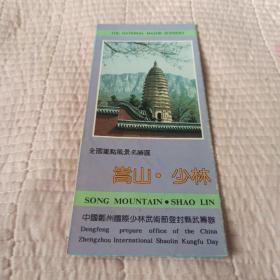 THE NATIONAL MAJOR SCENERY
全國重點風景名勝區
嵩山·少林
SONG MOUNTAIN • SHAO LIN
中國鄭州國際少林武術節登封縣武籌辦
Dengfeng prepare office of the China
Zhengzhou International Shaolin Kungfu Day